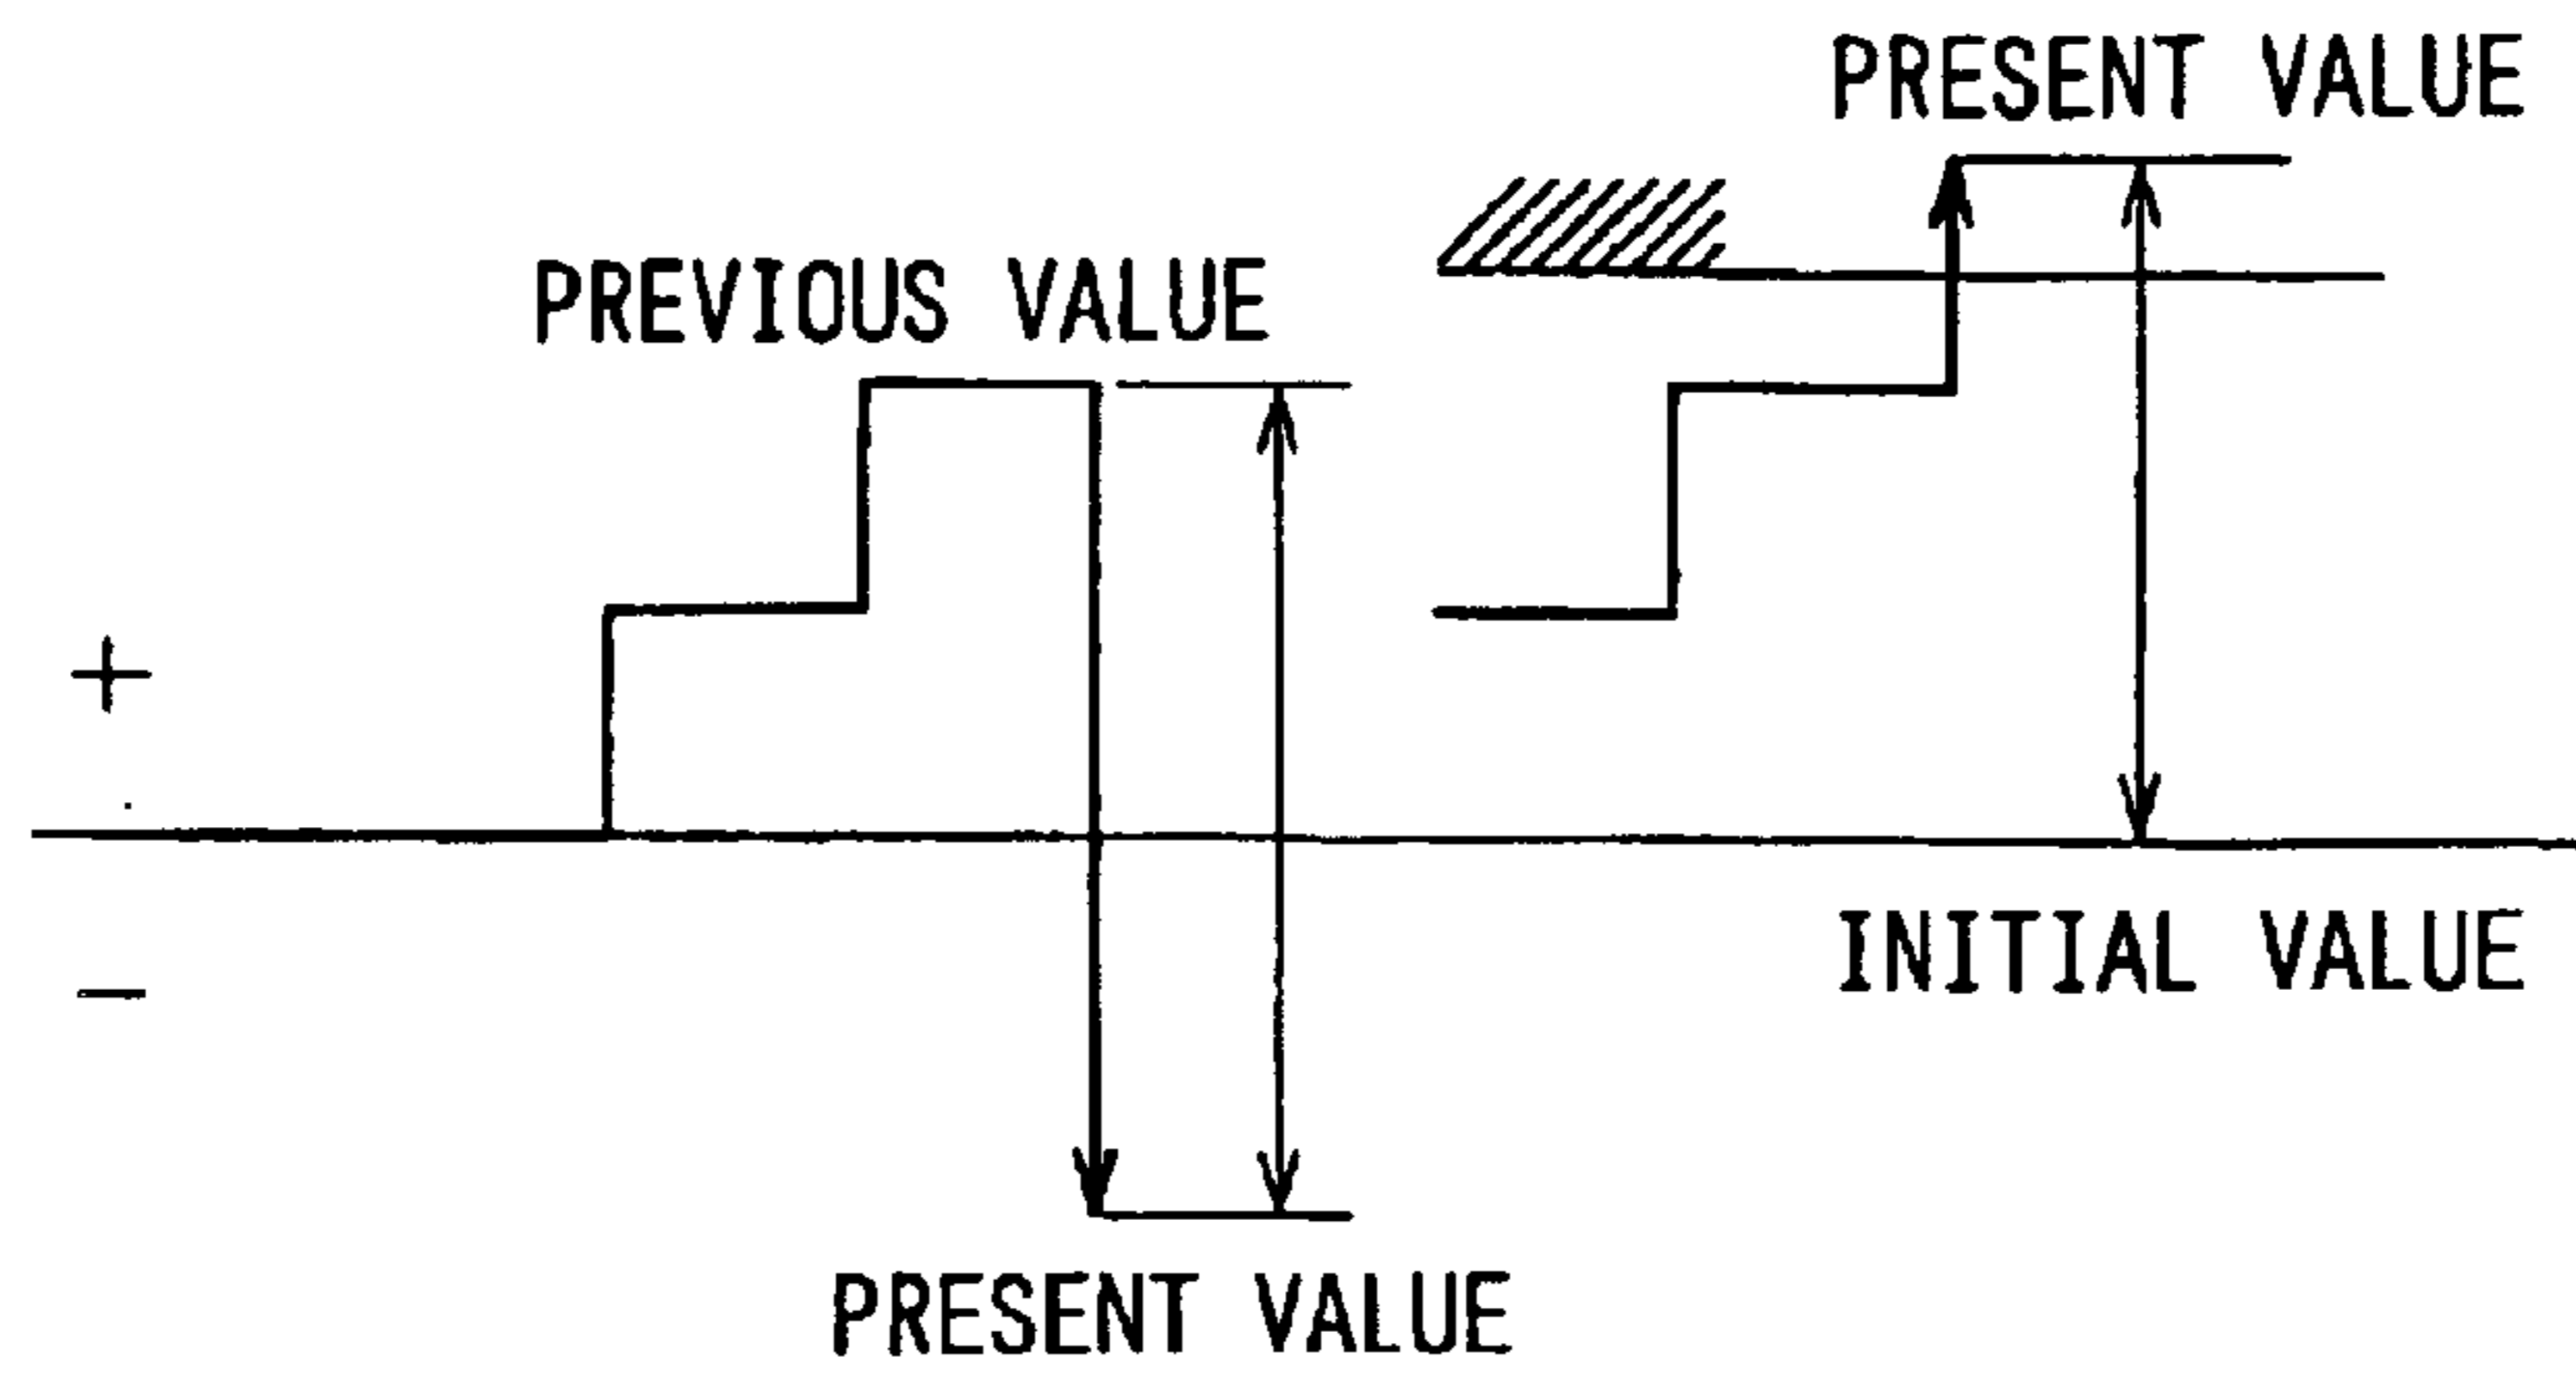 PRESENT VALUE
PREVIOUS VALUE
+
INITIAL VALUE
−
PRESENT VALUE